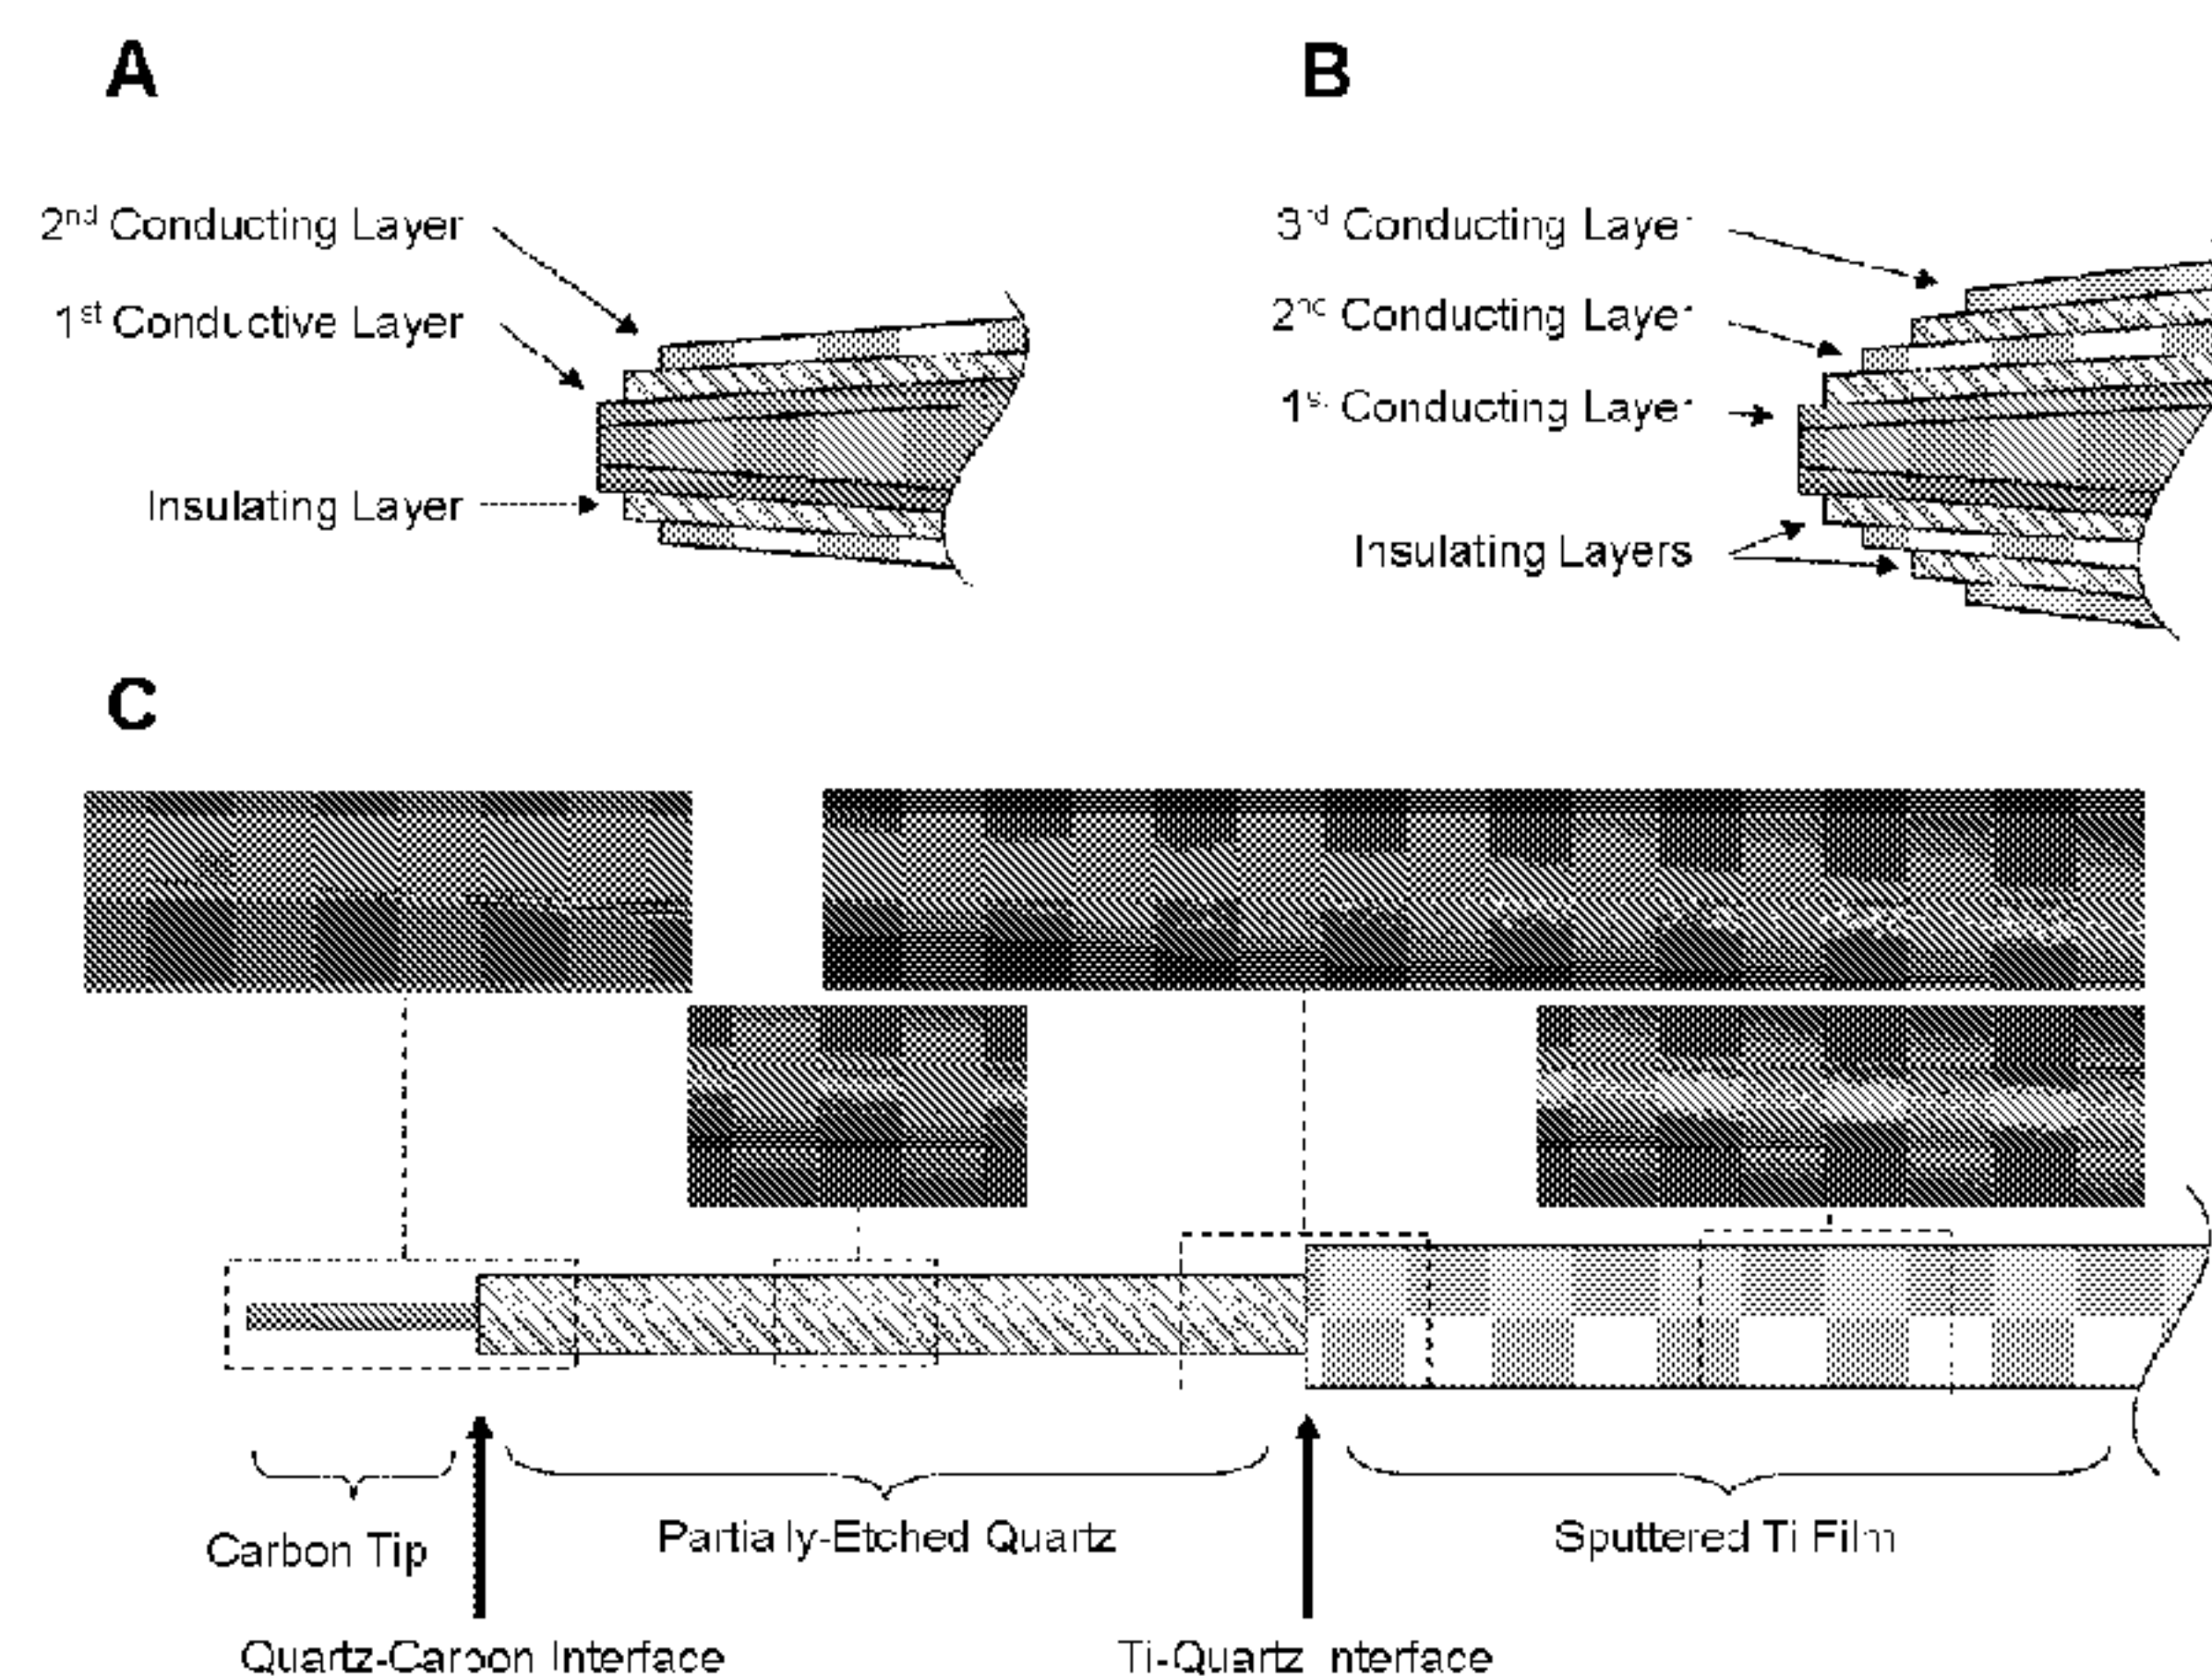 A
B
2nd Conducting Layer
1st Conductive Layer
Insulating Layer
3rd Conducting Layer
2nd Conducting Layer
1st Conducting Layer
Insulating Layers
C
Carbon Tip
Partially-Etched Quartz
Sputtered Ti Film
Quartz-Carbon Interface
Ti-Quartz Interface